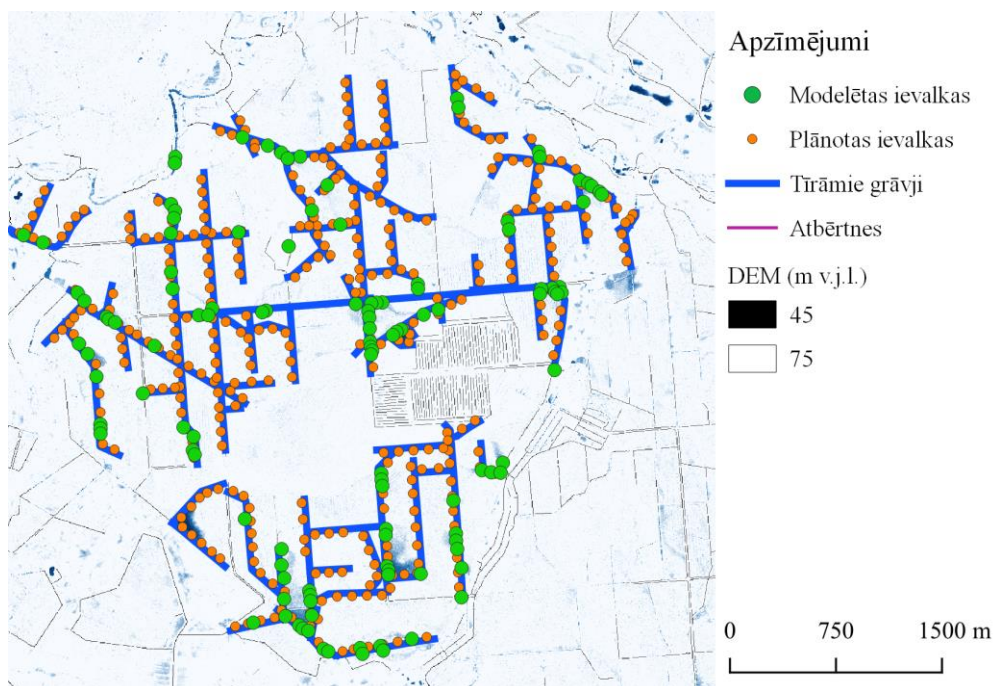 Apzīmējumi
Modelētas ievalkas
Plānotas ievalkas
Tīrāmie grāvji
Atbērtnes
DEM (m v.j.l.)
45
75
0 750 1500 m